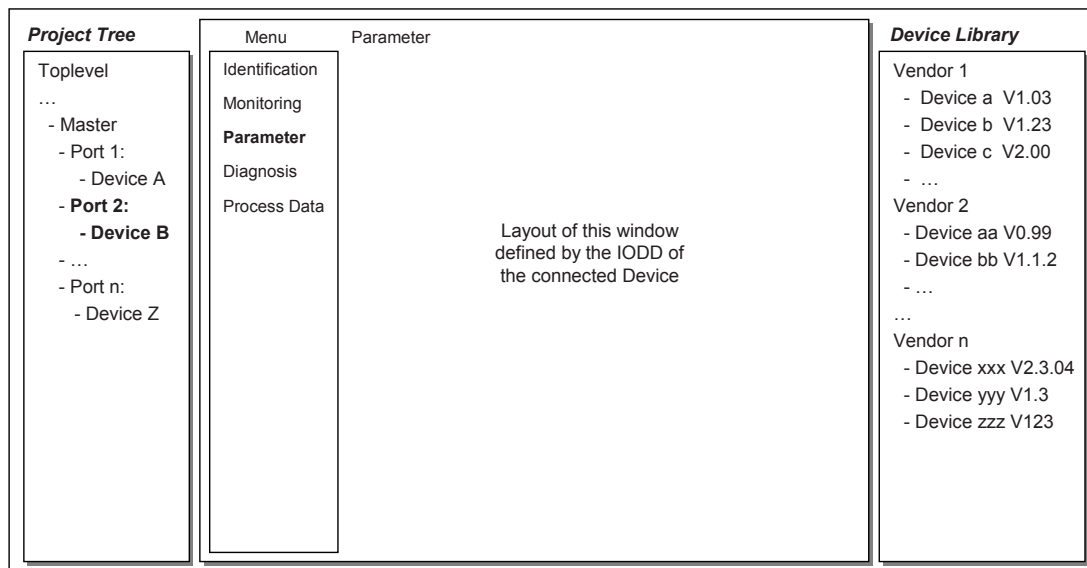 Project Tree
Toplevel
…
- Master
- Port 1:
- Device A
- Port 2:
- Device B
- …
- Port n:
- Device Z
Menu
Identification
Monitoring
Parameter
Diagnosis
Process Data
Parameter
Layout of this window
defined by the IODD of
the connected Device
Device Library
Vendor 1
- Device a V1.03
- Device b V1.23
- Device c V2.00
- …
Vendor 2
- Device aa V0.99
- Device bb V1.1.2
- …
…
Vendor n
- Device xxx V2.3.04
- Device yyy V1.3
- Device zzz V123